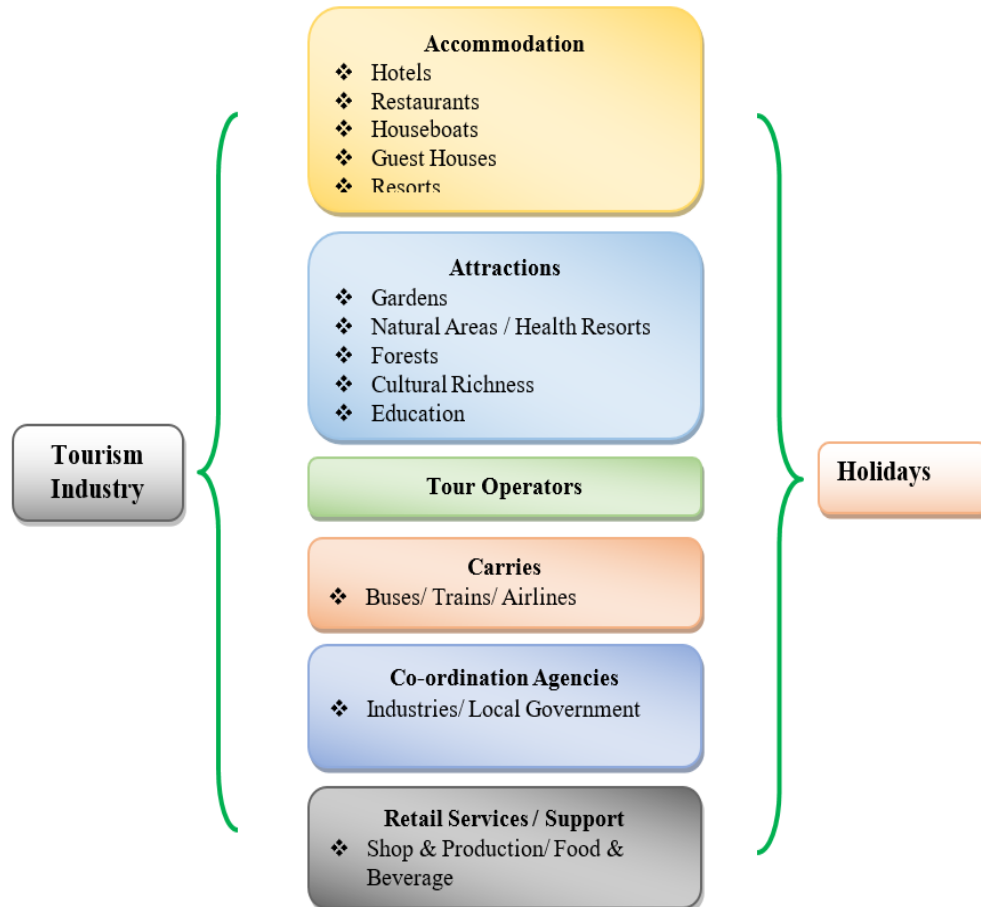 Accommodation
❖ Hotels
❖ Restaurants
❖ Houseboats
❖ Guest Houses
❖ Resorts
Attractions
❖ Gardens
❖ Natural Areas / Health Resorts
❖ Forests
❖ Cultural Richness
❖ Education
Tourism
Industry
Tour Operators
Holidays
Carries
❖ Buses/ Trains/ Airlines
Co-ordination Agencies
❖ Industries/ Local Government
Retail Services / Support
❖ Shop & Production/ Food &
Beverage